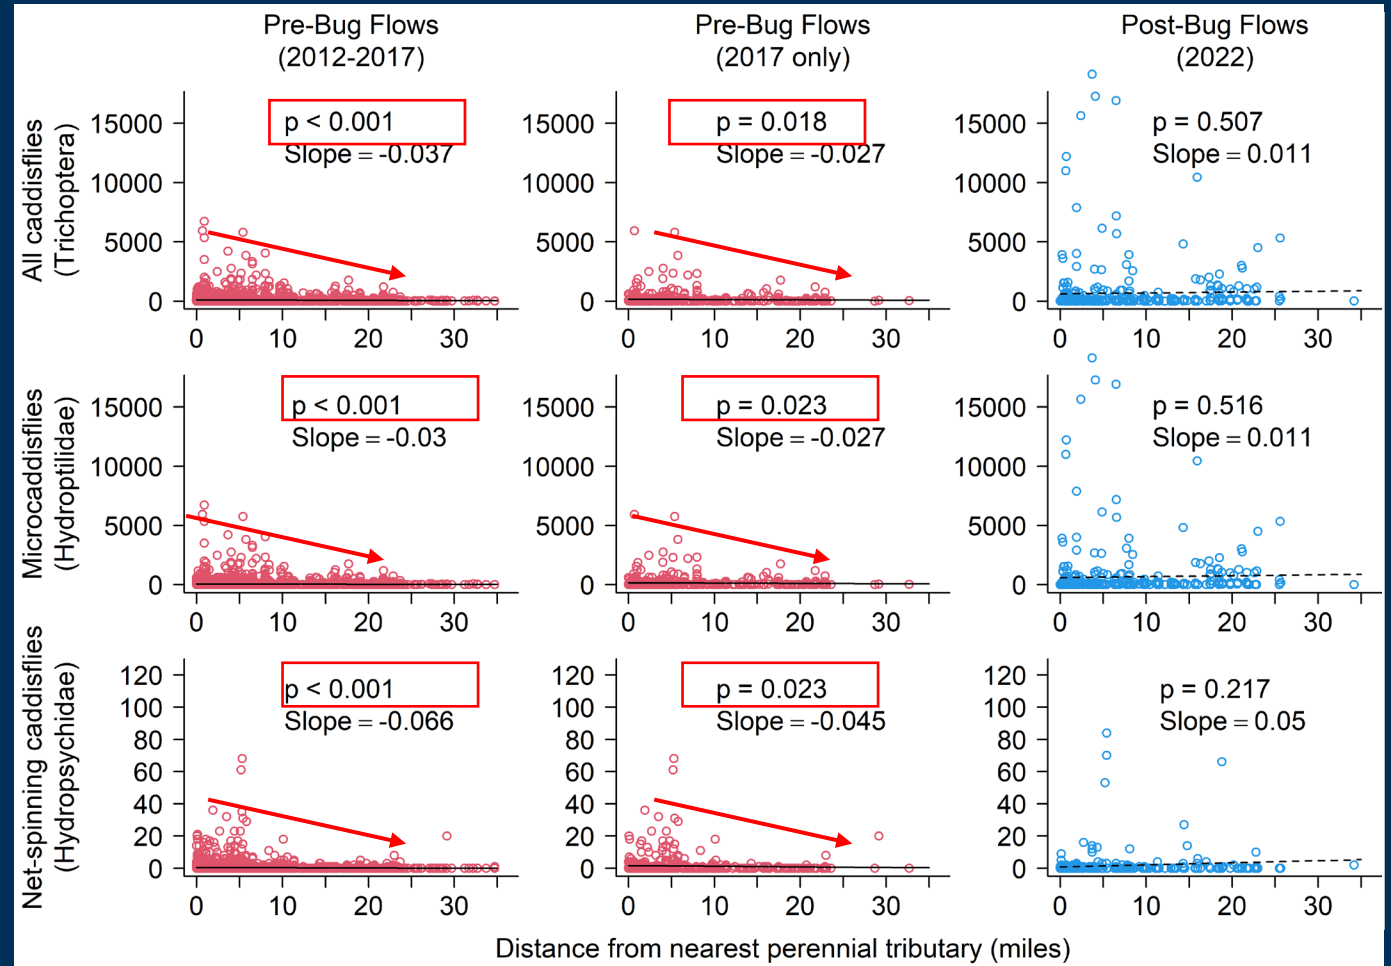 Pre-Bug Flows
(2012-2017)
Pre-Bug Flows
(2017 only)
Post-Bug Flows
(2022)
All caddisflies
(Trichoptera)
15000
10000
5000
0
p < 0.001
Slope = -0.037
0 10 20 30
15000
10000
5000
0
p = 0.018
Slope = -0.027
0 10 20 30
15000
10000
5000
0
p = 0.507
Slope = 0.011
0 10 20 30
Microcaddisflies
(Hydroptilidae)
15000
10000
5000
0
p < 0.001
Slope = -0.03
0 10 20 30
15000
10000
5000
0
p = 0.023
Slope = -0.027
0 10 20 30
15000
10000
5000
0
p = 0.516
Slope = 0.011
0 10 20 30
Net-spinning caddisflies
(Hydropsychidae)
120
100
80
60
40
20
0
p < 0.001
Slope = -0.066
0 10 20 30
120
100
80
60
40
20
0
p = 0.023
Slope = -0.045
0 10 20 30
120
100
80
60
40
20
0
p = 0.217
Slope = 0.05
0 10 20 30
Distance from nearest perennial tributary (miles)